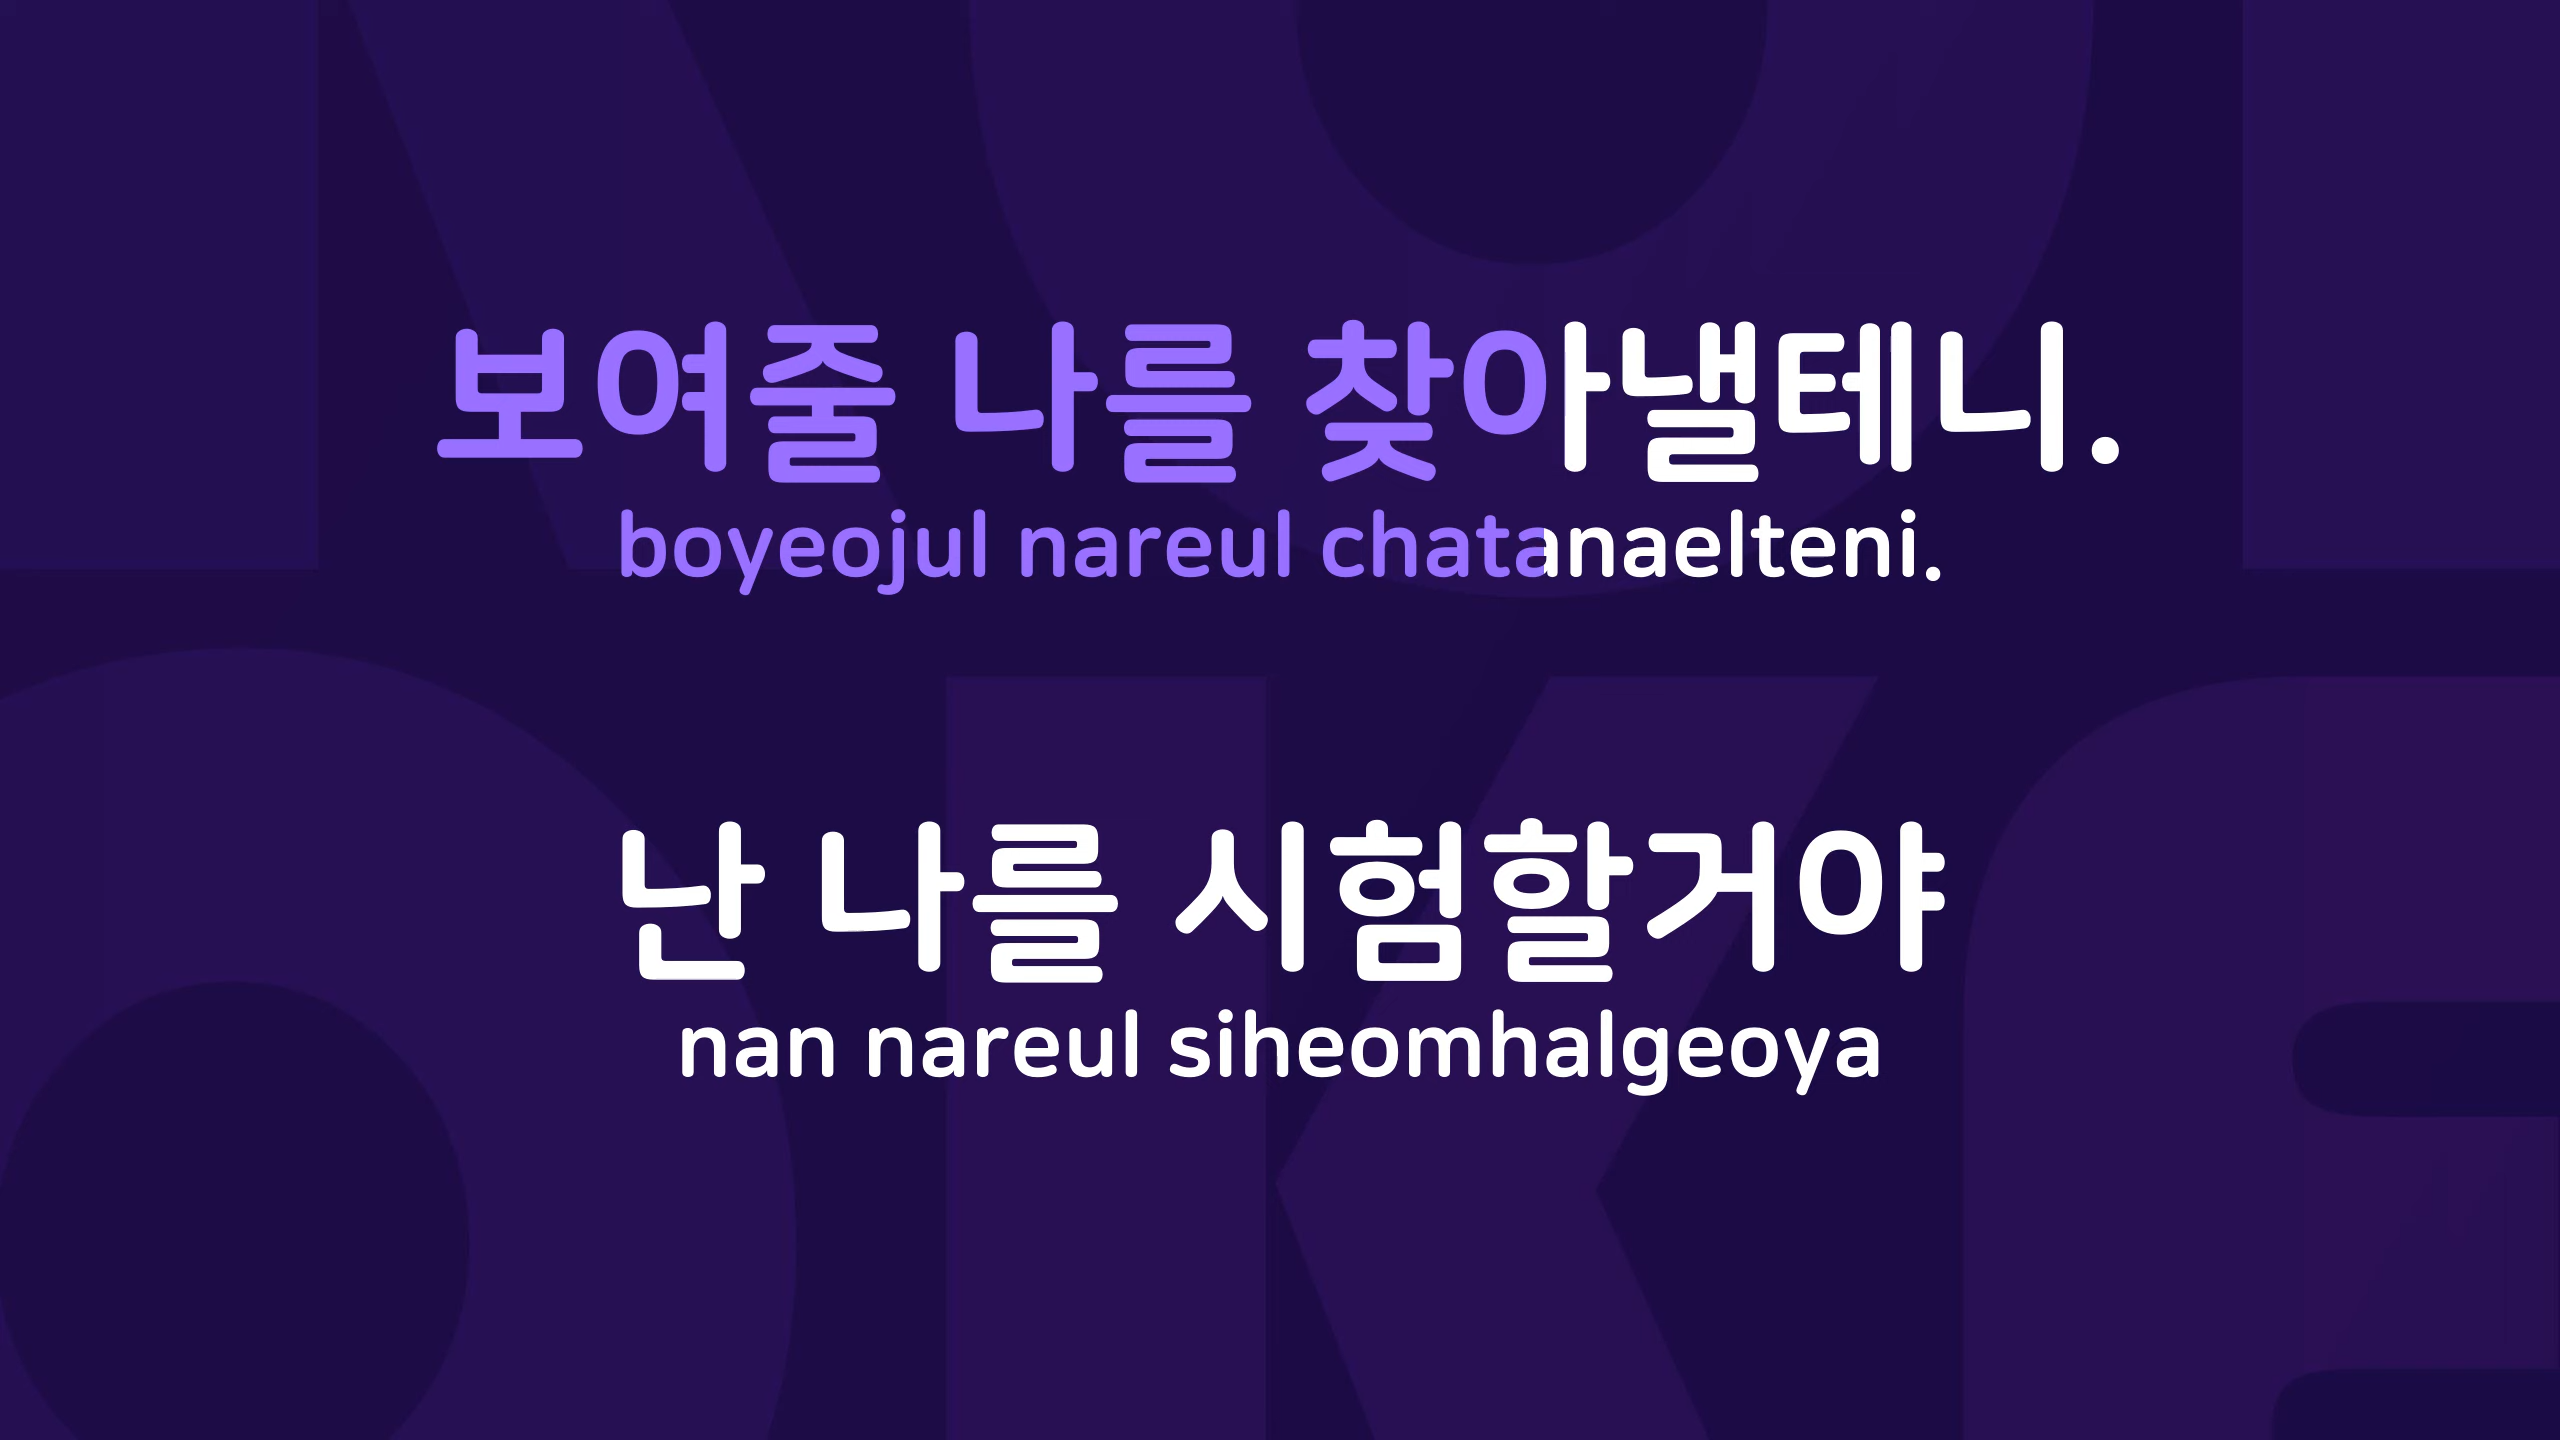 보여줄 나를 찾아낼테니.
boyeojul nareul chatanaelteni.
난 나를 시험할거야
nan nareul siheomhalgeoya